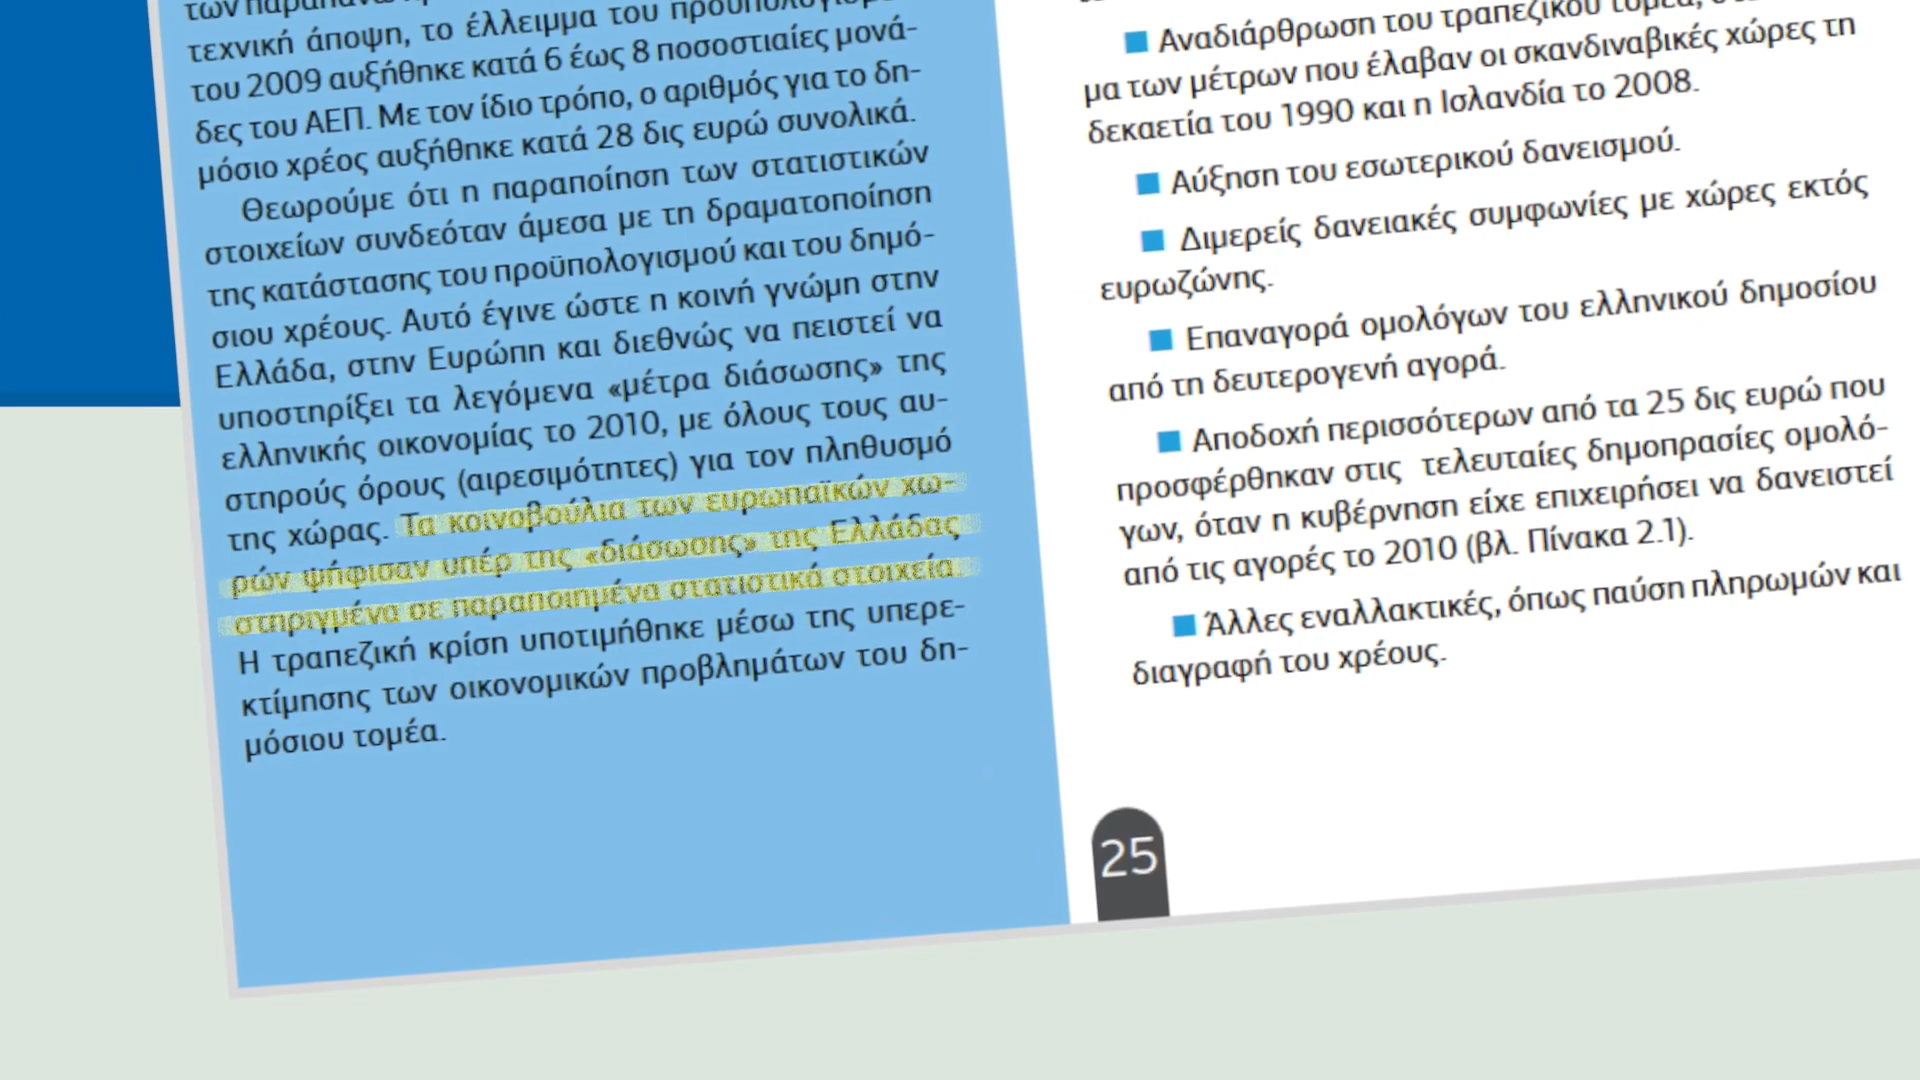 των
τεχνική άποψη, το έλλειμμα του
του 2009 αυξήθηκε κατά 6 έως 8 ποσοστιαίες μονά-
δες του ΑΕΠ. Με τον ίδιο τρόπο, ο αριθμός για το δη-
μόσιο χρέος αυξήθηκε κατά 28 δις ευρώ συνολικά.
Θεωρούμε ότι η παραποίηση των στατιστικών
στοιχείων συνδεόταν άμεσα με τη δραματοποίηση
της κατάστασης του προϋπολογισμού και του δημό-
σιου χρέους. Αυτό έγινε ώστε η κοινή γνώμη στην
Ελλάδα, στην Ευρώπη και διεθνώς να πειστεί να
υποστηρίξει τα λεγόμενα «μέτρα διάσωσης» της
ελληνικής οικονομίας το 2010, με όλους τους αυ-
στηρούς όρους (αιρεσιμότητες) για τον πληθυσμό
της χώρας. Τα κοινοβούλια των ευρωπαϊκών χω-
ρών ψήφισαν υπέρ της «διάσωσης» της Ελλάδας
στηριγμένα σε παραποιημένα στατιστικά στοιχεία
Η τραπεζική κρίση υποτιμήθηκε μέσω της υπερε-
κτίμησης των οικονομικών προβλημάτων του δη-
μόσιου τομέα.
■ Αναδιάρθρωση του τραπεζικού τομέα,
μα των μέτρων που έλαβαν οι σκανδιναβικές χώρες τη
δεκαετία του 1990 και η Ισλανδία το 2008.
■ Αύξηση του εσωτερικού δανεισμού.
■ Διμερείς δανειακές συμφωνίες με χώρες εκτός
ευρωζώνης.
■ Επαναγορά ομολόγων του ελληνικού δημοσίου
από τη δευτερογενή αγορά.
■ Αποδοχή περισσότερων από τα 25 δις ευρώ που
προσφέρθηκαν στις τελευταίες δημοπρασίες ομολό-
γων, όταν η κυβέρνηση είχε επιχειρήσει να δανειστεί
από τις αγορές το 2010 (βλ. Πίνακα 2.1).
■ Άλλες εναλλακτικές, όπως παύση πληρωμών και
διαγραφή του χρέους.
25